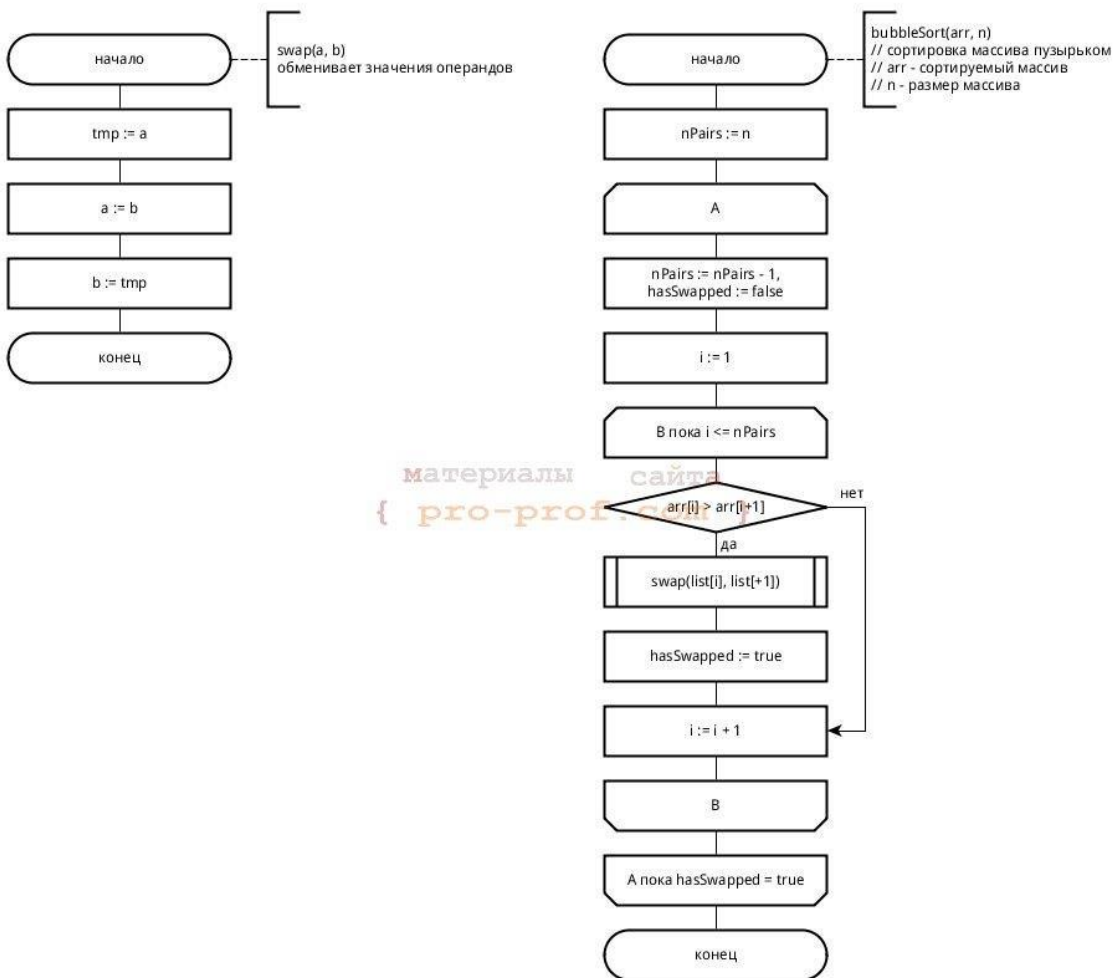 начало
swap(a, b)
обменивает значения операндов
tmp := a
a := b
b := tmp
конец
начало
bubbleSort(arr, n)
// сортировка массива пузырьком
// arr - сортируемый массив
// n - размер массива
nPairs := n
A
nPairs := nPairs - 1,
hasSwapped := false
i := 1
B пока i <= nPairs
материалы сайта
{ pro-prof.com }
arr[i] > arr[i+1]
нет
да
swap(list[i], list[+1])
hasSwapped := true
i := i + 1
B
A пока hasSwapped = true
конец